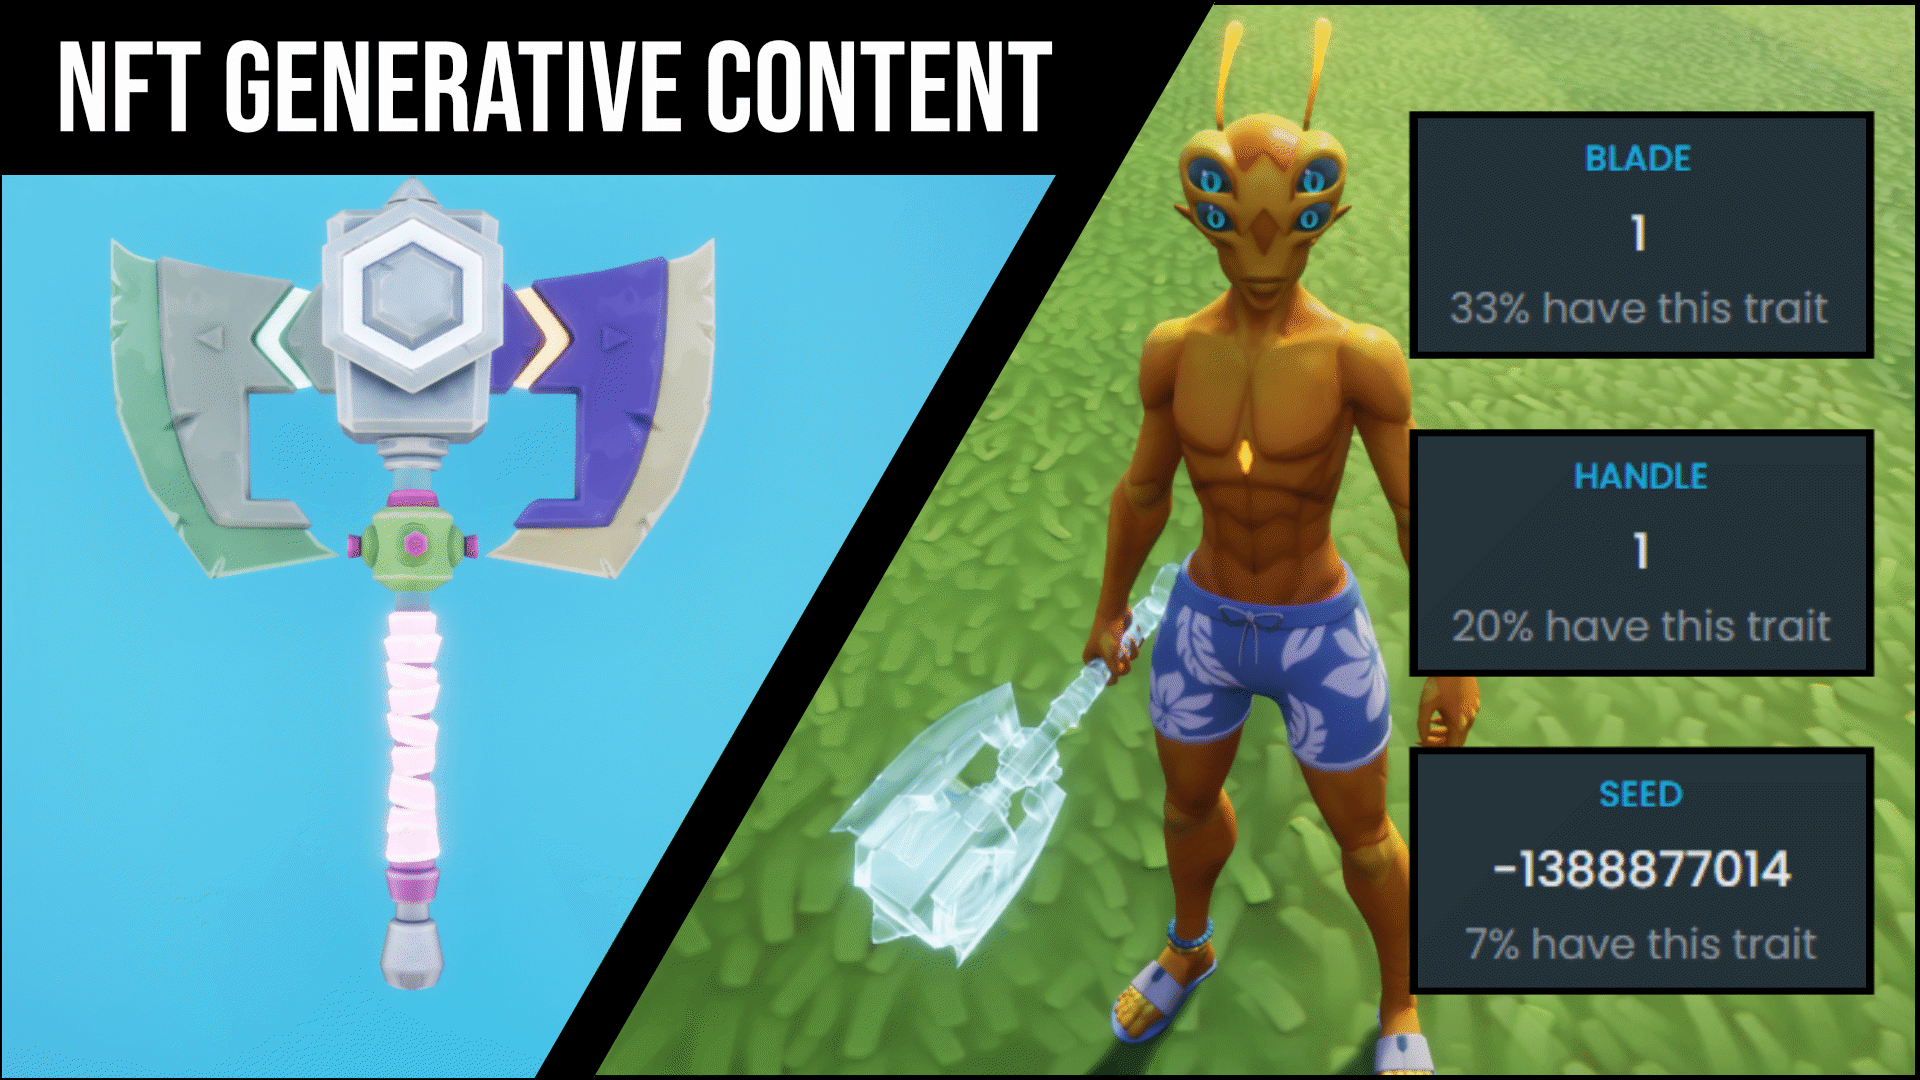 NFT GENERATIVE CONTENT
BLADE
1
33% have this trait
HANDLE
1
20% have this trait
SEED
-1388877014
7% have this trait